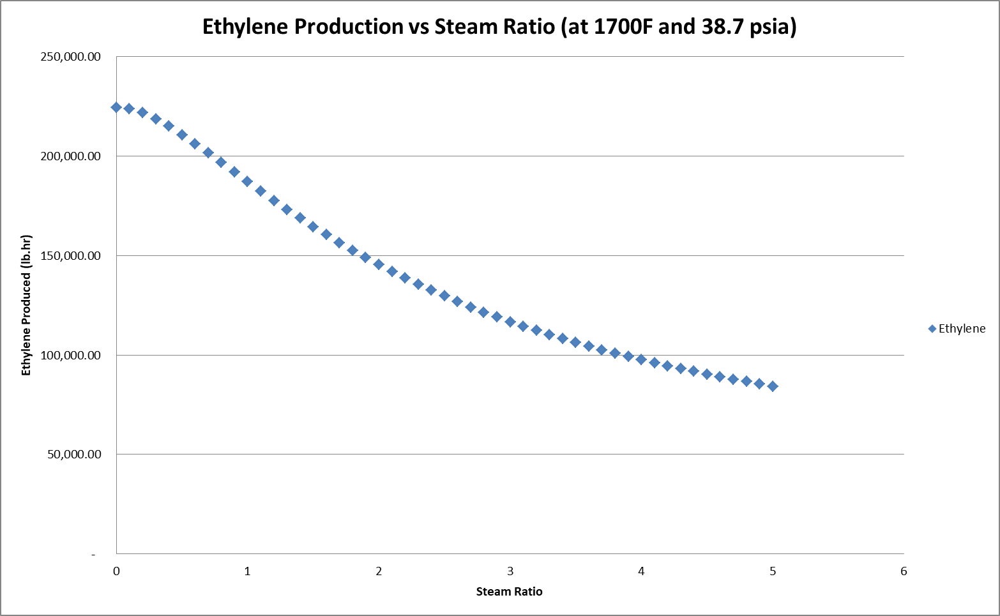 Ethylene Production vs Steam Ratio (at 1700F and 38.7 psia)
250,000.00
200,000.00
150,000.00
100,000.00
50,000.00
-
Ethylene Produced (lb.hr)
0 1 2 3 4 5 6
Steam Ratio
Ethylene